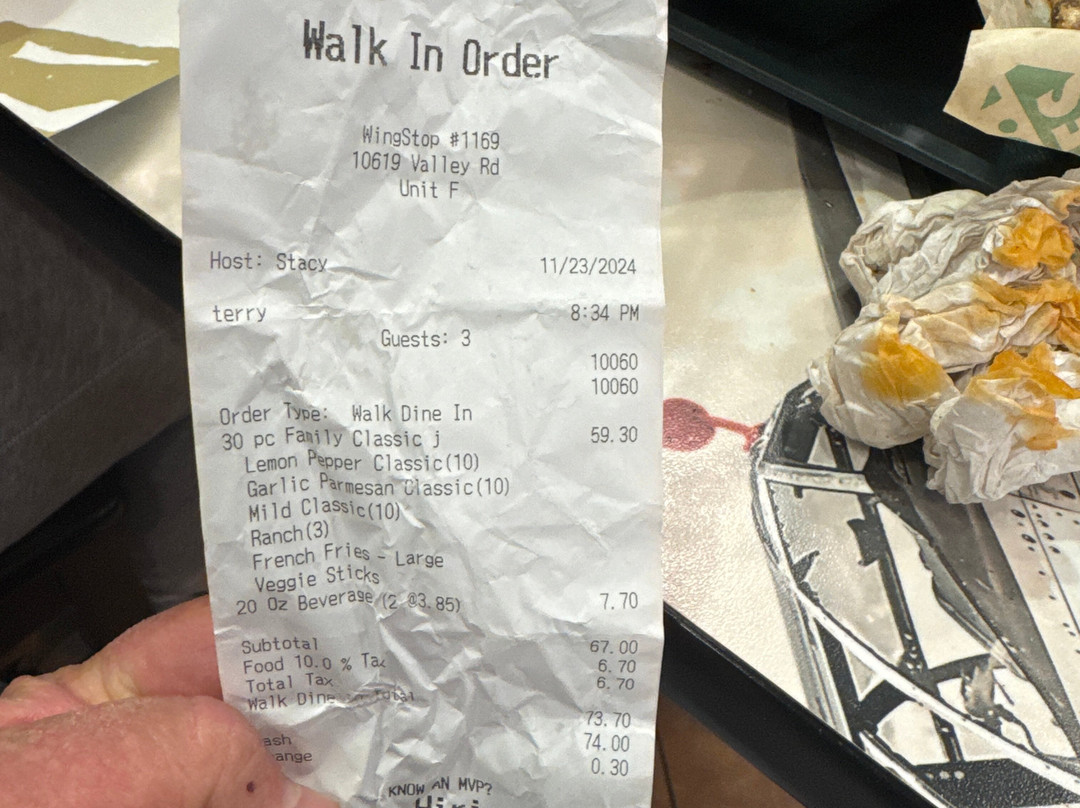 Walk In Order
WingStop #1169
10619 Valley Rd
Unit F
Host: Stacy 11/23/2024
terry 8:34 PM
Guests: 3
10060
10060
Order Type: Walk Dine In
30 pc Family Classic j 59.30
Lemon Pepper Classic(10)
Garlic Parmesan Classic(10)
Mild Classic(10)
Ranch(3)
French Fries - Large
Veggie Sticks
20 Oz Beverage (2 @3.85) 7.70
Subtotal 67.00
Food 10.0 % Tax 6.70
Total Tax 6.70
Walk Dine Total
73.70
ash 74.00
ange 0.30
KNOW AN MVP?